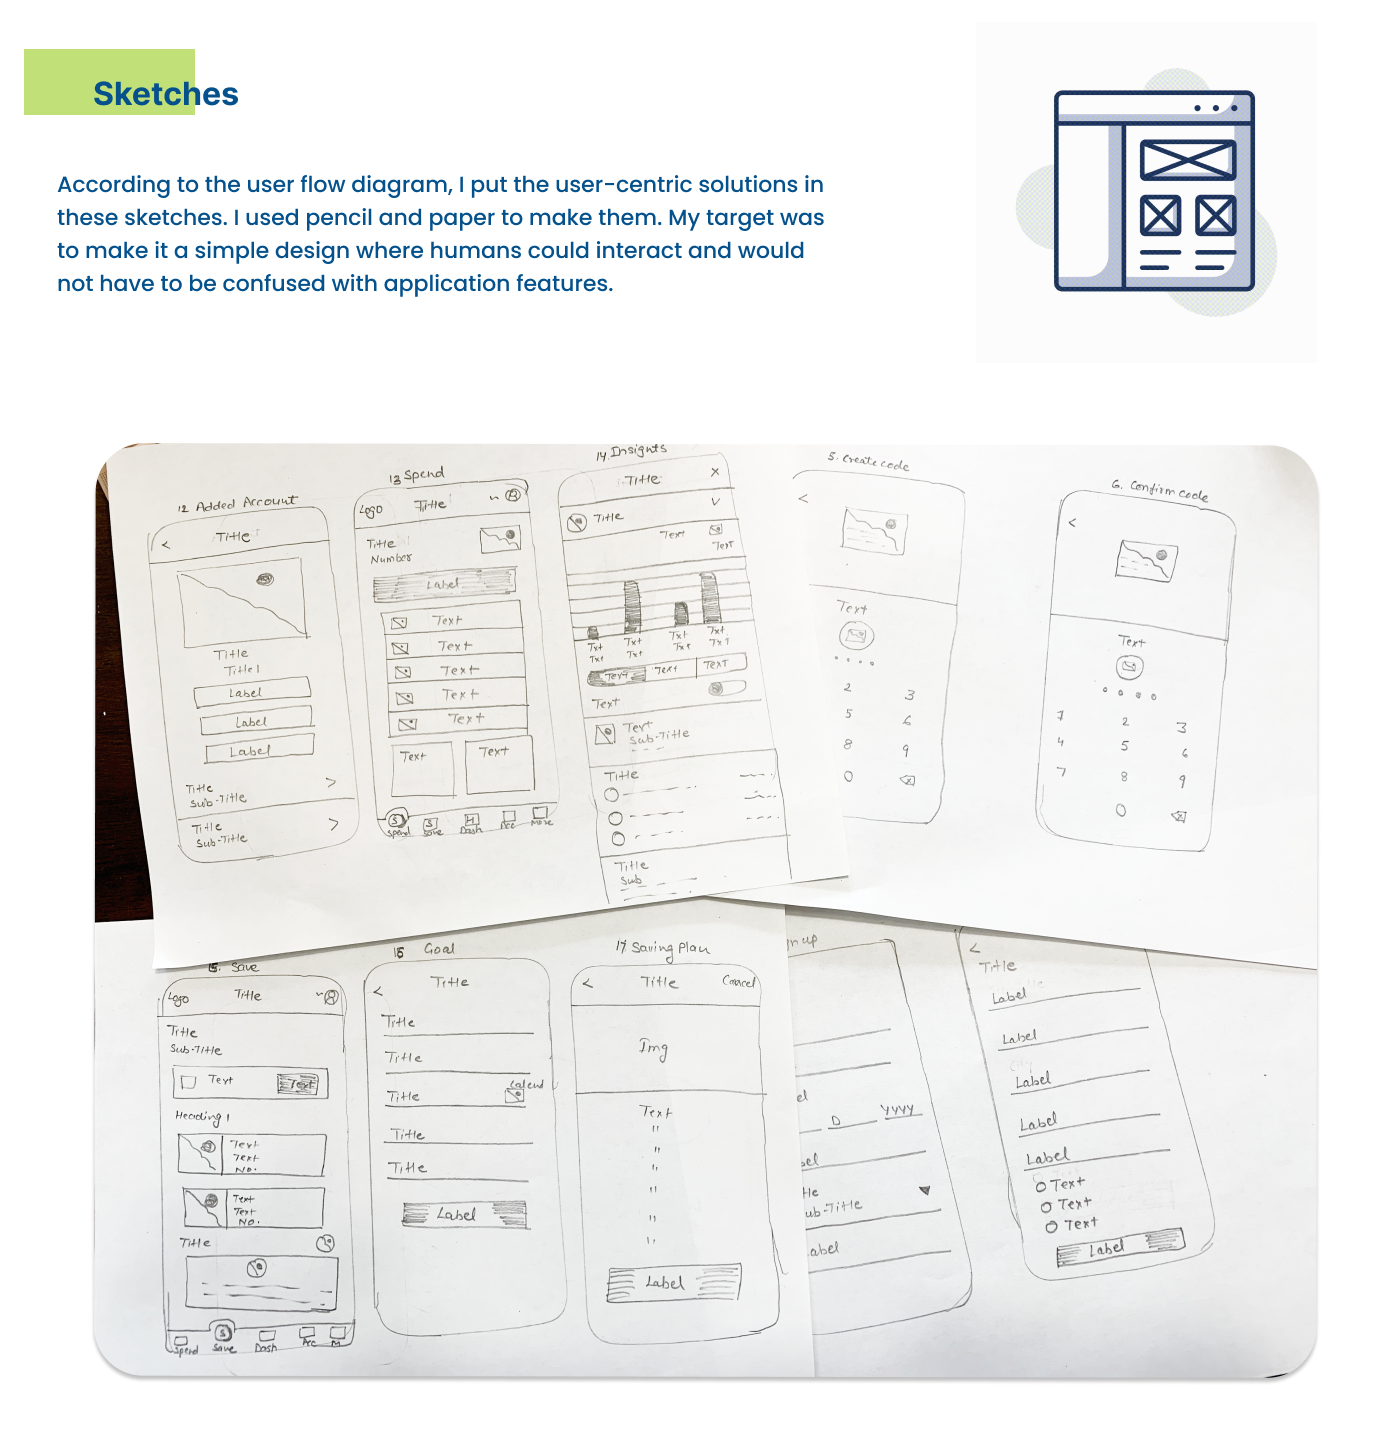 Sketches
According to the user flow diagram, I put the user-centric solutions in
these sketches. I used pencil and paper to make them. My target was
to make it a simple design where humans could interact and would
not have to be confused with application features.
12 Added Account
<
Title
Title
Title 1
Label
Label
Label
Title >
Sub-Title
Title >
Sub-Title
13 Spend
Logo Title
Title
Number
Label
Text
Text
Text
Text
Text
Text Text
Spend Save Dash Acc More
14 Insights
Title X
Title
Text
Text
Txt Txt Txt Txt
Txt Txt Txt Txt
Text Text Text
Text
Text
Sub-Title
Title
Title
Sub
5. Create code
<
Text
2 3
5 6
8 9
0
6. Confirm code
<
Text
1 2 3
4 5 6
7 8 9
0
15. Save
Logo Title
Title
Sub-Title
Text Text
Heading 1
Text
Text
No.
Text
Text
No.
Title
Spend Save Dash Acc M
16 Goal
< Title
Title
Title
Title Calend
Title
Title
Label
17 Saving Plan
< Title Cancel
Img
Text
"
"
"
"
"
"
Label
gn up
el
D YYYY
bel
tle
ub-Title
abel
<
Title
Label
Label
Label
Label
Label
Text
Text
Text
Label